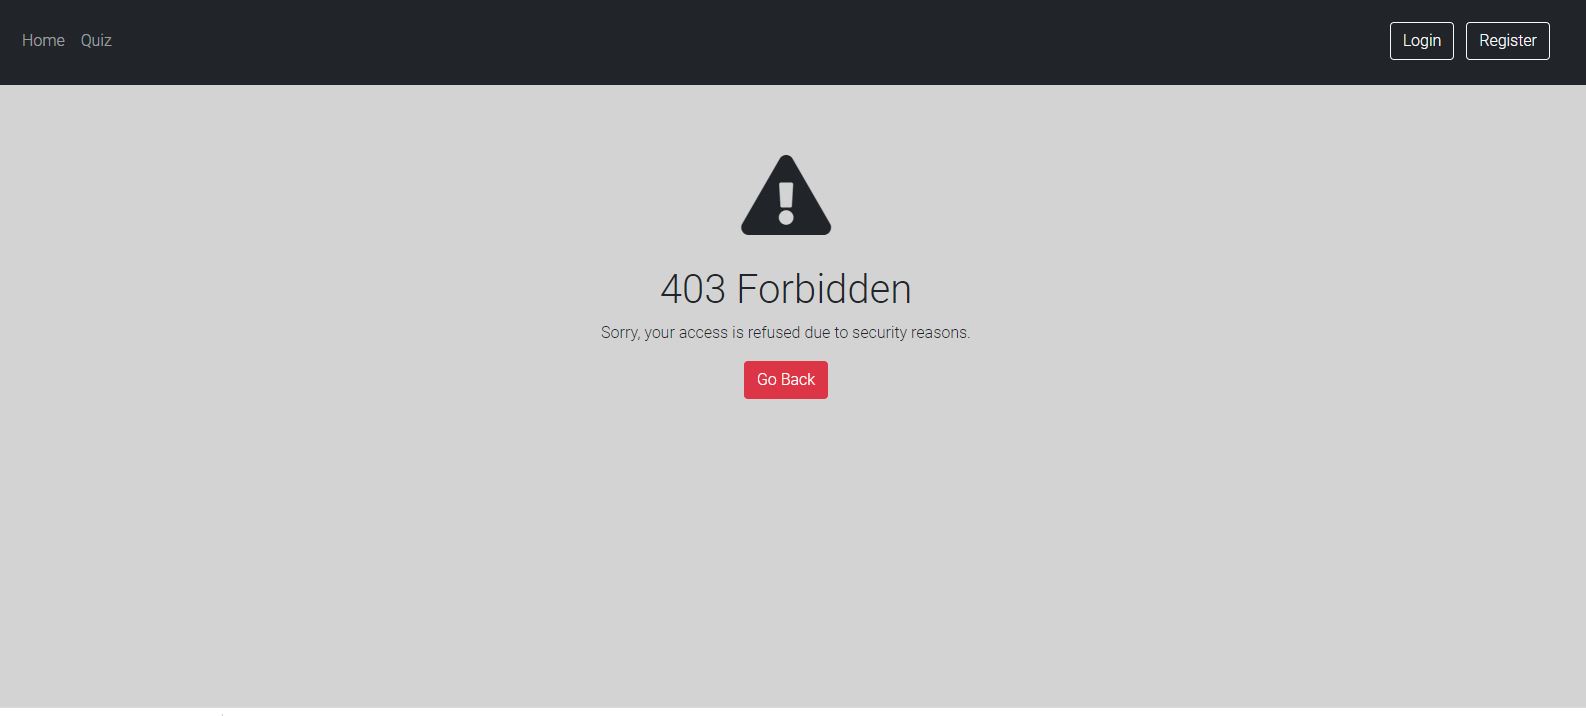 Home Quiz Login Register
403 Forbidden
Sorry, your access is refused due to security reasons.
Go Back